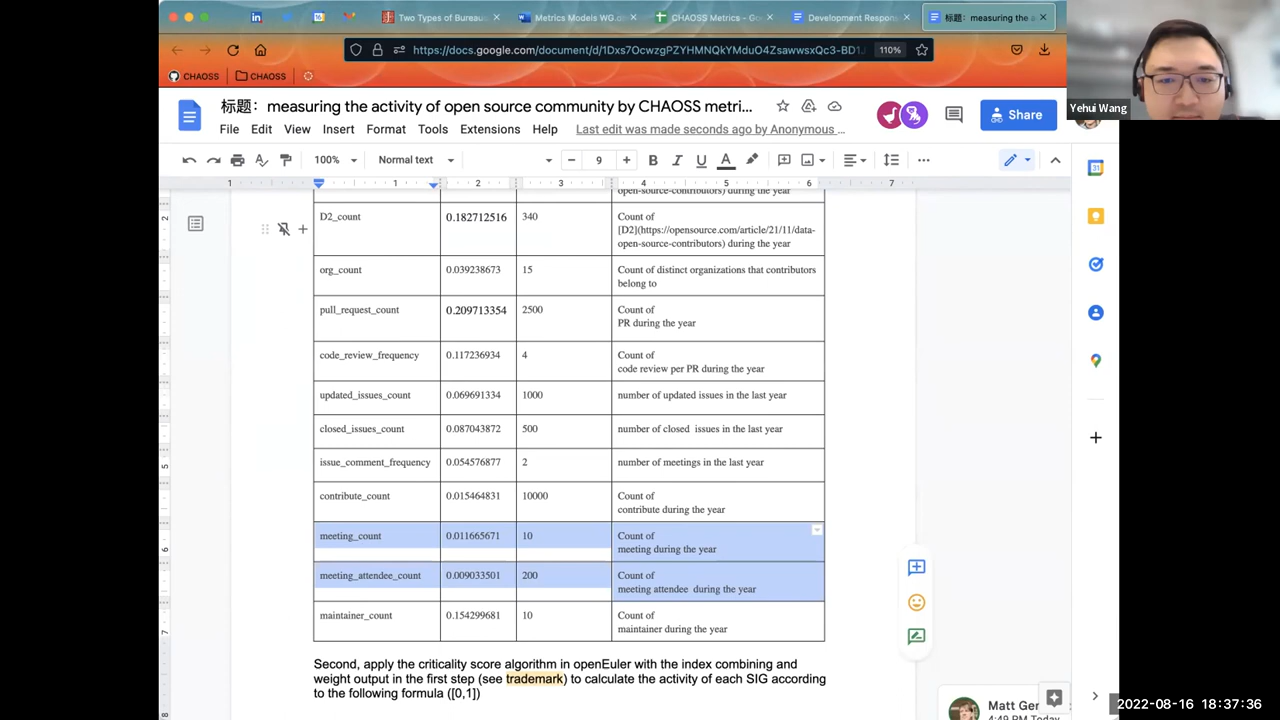 Two Types of Bureau
Metrics Models WG.
CHAOSS Metrics - Go
Development Respon
标题：measuring the a
https://docs.google.com/document/d/1Dxs7OcwzgPZYHMNQkYMduO4ZsawwsxQc3-BD1J
110%
CHAOSS
CHAOSS
Yehui Wang
标题：measuring the activity of open source community by CHAOSS metri...
Share
File Edit View Insert Format Tools Extensions Help Last edit was made seconds ago by Anonymous ...
100% Normal text 9
1 1 2 3 4 5 6 7
open-source-contributors) during the year
D2_count 0.182712516 340 Count of
[D2](https://opensource.com/article/21/11/data-
open-source-contributors) during the year
org_count 0.039238673 15 Count of distinct organizations that contributors
belong to
pull_request_count 0.209713354 2500 Count of
PR during the year
code_review_frequency 0.117236934 4 Count of
code review per PR during the year
updated_issues_count 0.069691334 1000 number of updated issues in the last year
closed_issues_count 0.087043872 500 number of closed issues in the last year
issue_comment_frequency 0.054576877 2 number of meetings in the last year
contribute_count 0.015464831 10000 Count of
contribute during the year
meeting_count 0.011665671 10 Count of
meeting during the year
meeting_attendee_count 0.009033501 200 Count of
meeting attendee during the year
maintainer_count 0.154299681 10 Count of
maintainer during the year
Second, apply the criticality score algorithm in openEuler with the index combining and
weight output in the first step (see trademark) to calculate the activity of each SIG according
to the following formula ([0,1])
Matt Ger
4:49 PM Today
2022-08-16 18:37:36